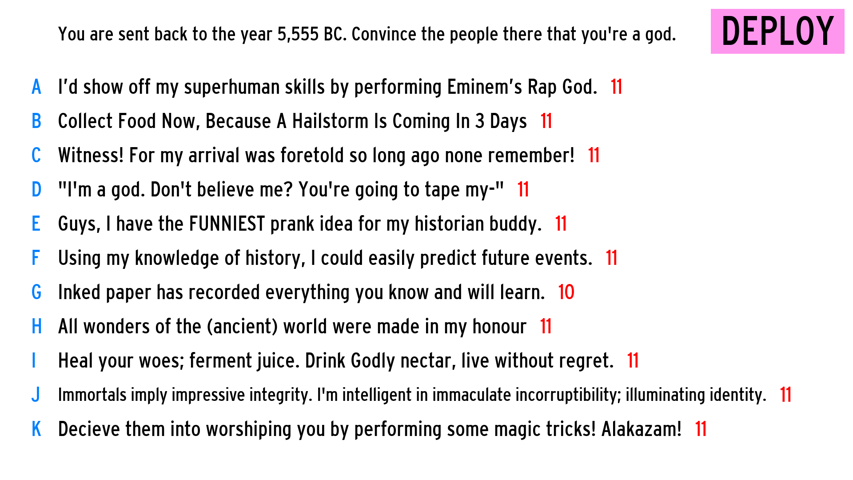 You are sent back to the year 5,555 BC. Convince the people there that you're a god.
DEPLOY
A I'd show off my superhuman skills by performing Eminem's Rap God. 11
B Collect Food Now, Because A Hailstorm Is Coming In 3 Days 11
C Witness! For my arrival was foretold so long ago none remember! 11
D "I'm a god. Don't believe me? You're going to tape my-" 11
E Guys, I have the FUNNIEST prank idea for my historian buddy. 11
F Using my knowledge of history, I could easily predict future events. 11
G Inked paper has recorded everything you know and will learn. 10
H All wonders of the (ancient) world were made in my honour 11
I Heal your woes; ferment juice. Drink Godly nectar, live without regret. 11
J Immortals imply impressive integrity. I'm intelligent in immaculate incorruptibility; illuminating identity. 11
K Decieve them into worshiping you by performing some magic tricks! Alakazam! 11